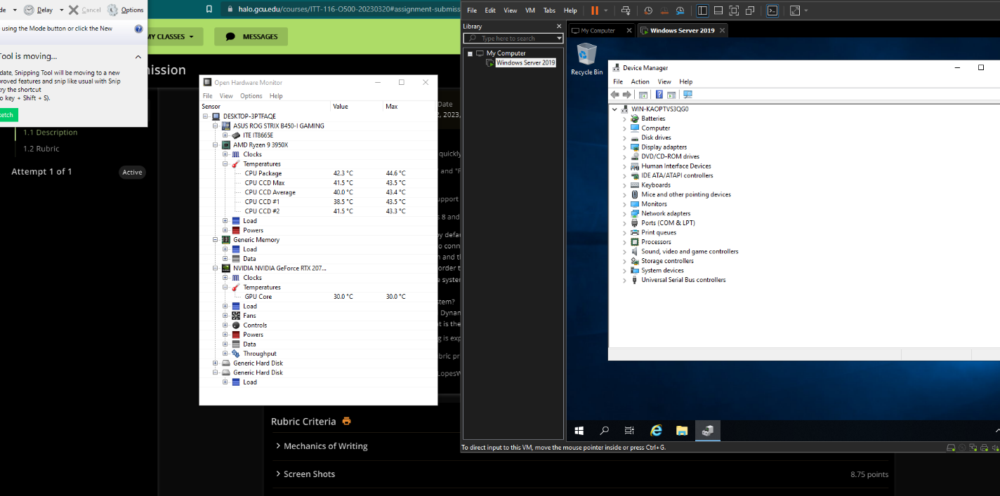 de Delay Cancel Options
using the Mode button or click the New
Tool is moving...
date, Snipping Tool will be moving to a new
proved features and snip like usual with Snip
try the shortcut
o key + Shift + S).
ketch
1.1 Description
1.2 Rubric
Attempt 1 of 1 Active
halo.gcu.edu/courses/ITT-116-O500-20230320#assignment-submiss
MY CLASSES
MESSAGES
mission
Open Hardware Monitor
File View Options Help
Sensor Value Max
DESKTOP-3PTFAQE
ASUS ROG STRIX B450-I GAMING
ITE IT8665E
AMD Ryzen 9 3950X
Clocks
Temperatures
CPU Package 42.3 °C 44.6 °C
CPU CCD Max 41.5 °C 43.5 °C
CPU CCD Average 40.0 °C 43.4 °C
CPU CCD #1 38.5 °C 43.5 °C
CPU CCD #2 41.5 °C 43.3 °C
Load
Powers
Generic Memory
Load
Data
NVIDIA NVIDIA GeForce RTX 207...
Clocks
Temperatures
GPU Core 30.0 °C 30.0 °C
Load
Fans
Controls
Powers
Data
Throughput
Generic Hard Disk
Generic Hard Disk
Load
Date
2, 2023,
quickly
and "F
upport
s 8 and
by defau
o conn
n and th
order t
e system
stem?
Dynam
t is the
g is exp
bric pr
LopesW
Rubric Criteria
Mechanics of Writing
Screen Shots 8.75 points
File Edit View VM Tabs Help
Library
Type here to search
My Computer
Windows Server 2019
My Computer Windows Server 2019
Recycle Bin
Device Manager
File Action View Help
WIN-KAOPTVS3QG0
Batteries
Computer
Disk drives
Display adapters
DVD/CD-ROM drives
Human Interface Devices
IDE ATA/ATAPI controllers
Keyboards
Mice and other pointing devices
Monitors
Network adapters
Ports (COM & LPT)
Print queues
Processors
Sound, video and game controllers
Storage controllers
System devices
Universal Serial Bus controllers
To direct input to this VM, move the mouse pointer inside or press Ctrl+G.